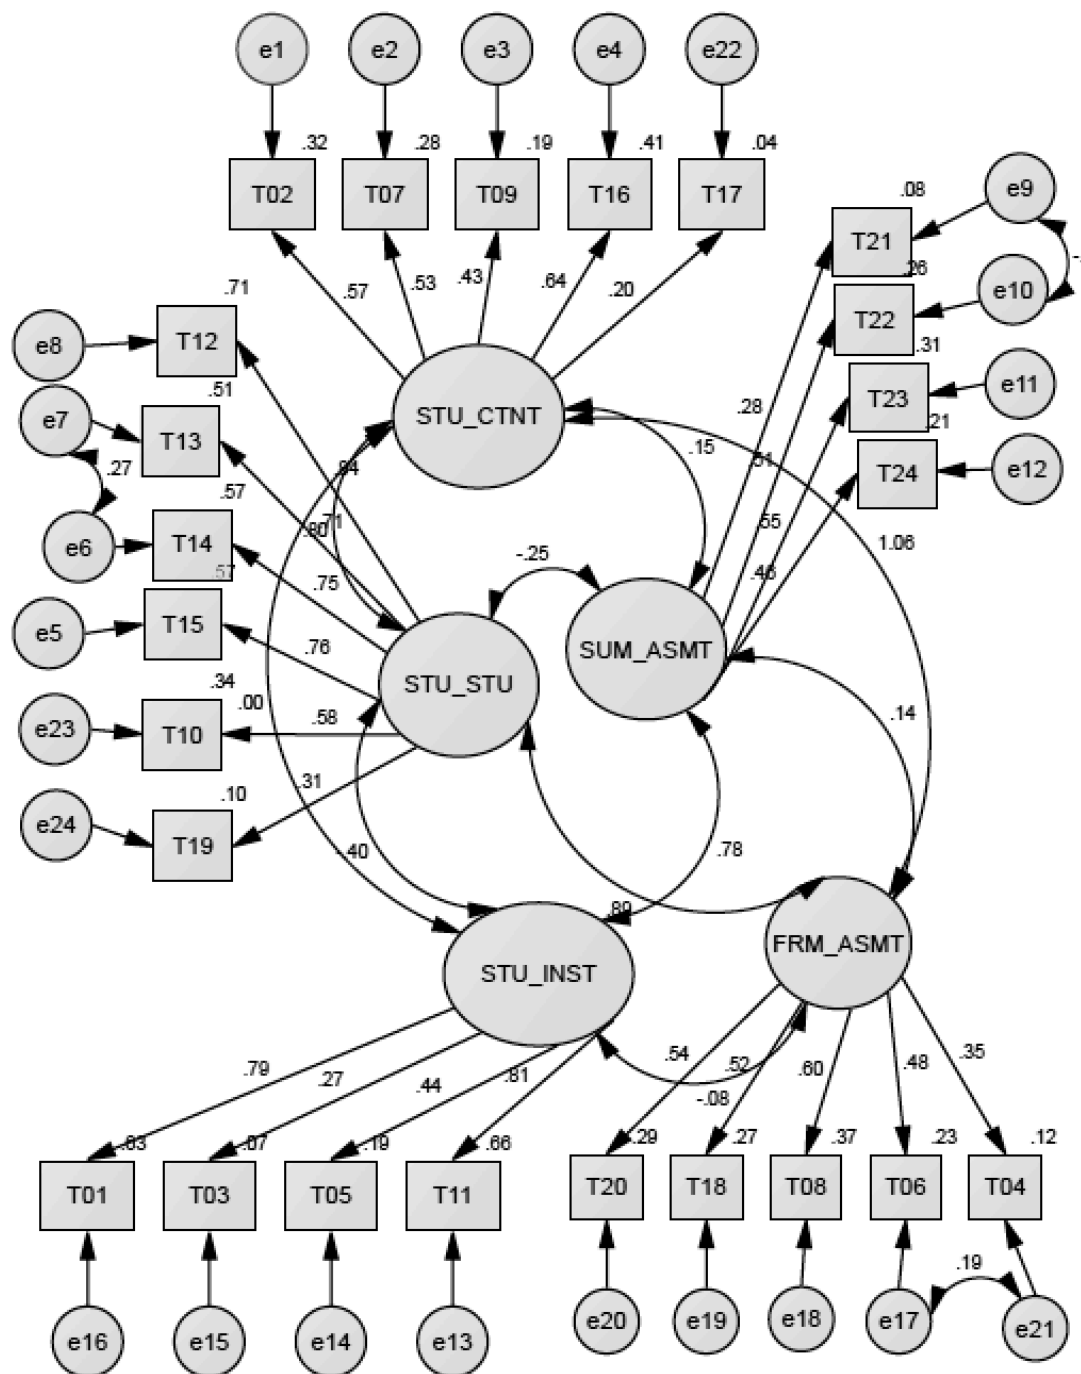 e1 e2 e3 e4 e22
.32 .28 .19 .41 .04
T02 T07 T09 T16 T17
.57 .53 .43 .64 .20
e9
.08
T21
.26
e10
T22
.31
e11
T23
.21
e12
T24
.28
.51
.55
.46
.71
e8
T12
.51
e7
T13
.27
.57
e6
T14
.57
e5
T15
.34
.00
e23
T10
.10
e24
T19
.84
.80
.71
.75
.76
.58
.31
STU_CTNT
.15
1.06
-.25
STU_STU
SUM_ASMT
.14
.40
.78
.89
STU_INST
FRM_ASMT
.79 .27 .44 .81
.54 .52 .60 .48 .35
-.08
.63 .07 .19 .66
.29 .27 .37 .23 .12
T01 T03 T05 T11
T20 T18 T08 T06 T04
.19
e16 e15 e14 e13
e20 e19 e18 e17 e21